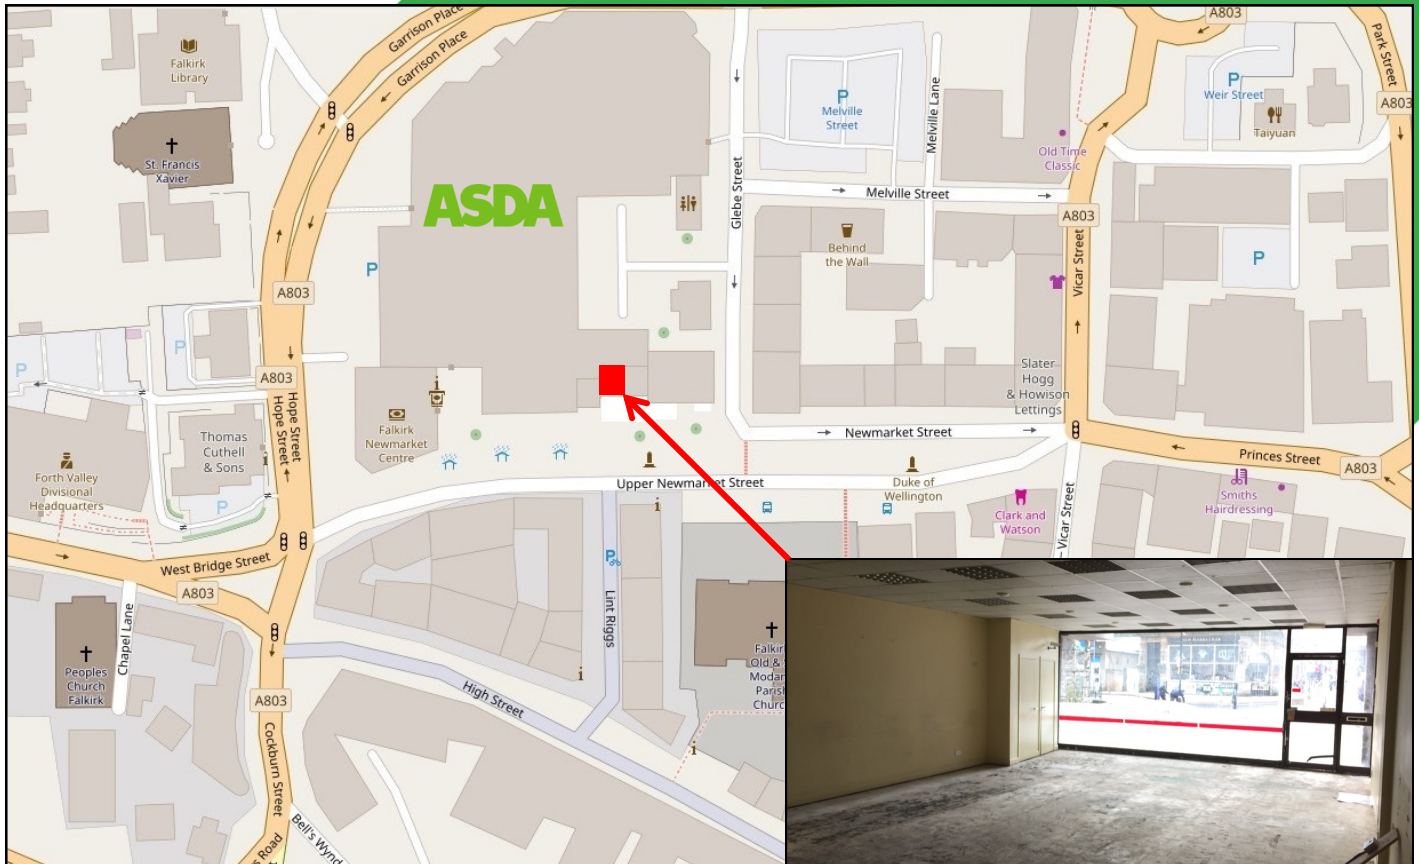 Garrison Place
Garrison Place
A803
Park Street
A803
Falkirk
Library
St. Francis
Xavier
P
Melville
Street
Melville Lane
P
Weir Street
Taiyuan
Old Time
Classic
ASDA
Glebe Street
Melville Street
A803
Behind
the Wall
P
P
Vicar Street
A803
P
P
A803
Hope Street
Hope Street
Slater
Hogg
& Howison
Lettings
Falkirk
Newmarket
Centre
Thomas
Cuthell
& Sons
P
Newmarket Street
Princes Street
A803
Forth Valley
Divisional
Headquarters
Upper Newmarket Street
Duke of
Wellington
Clark and
Watson
Smiths
Hairdressing
Vicar Street
West Bridge Street
A803
P
Lint Riggs
Chapel Lane
Peoples
Church
Falkirk
High Street
A803
Cockburn Street
Bell's Wynd
Road